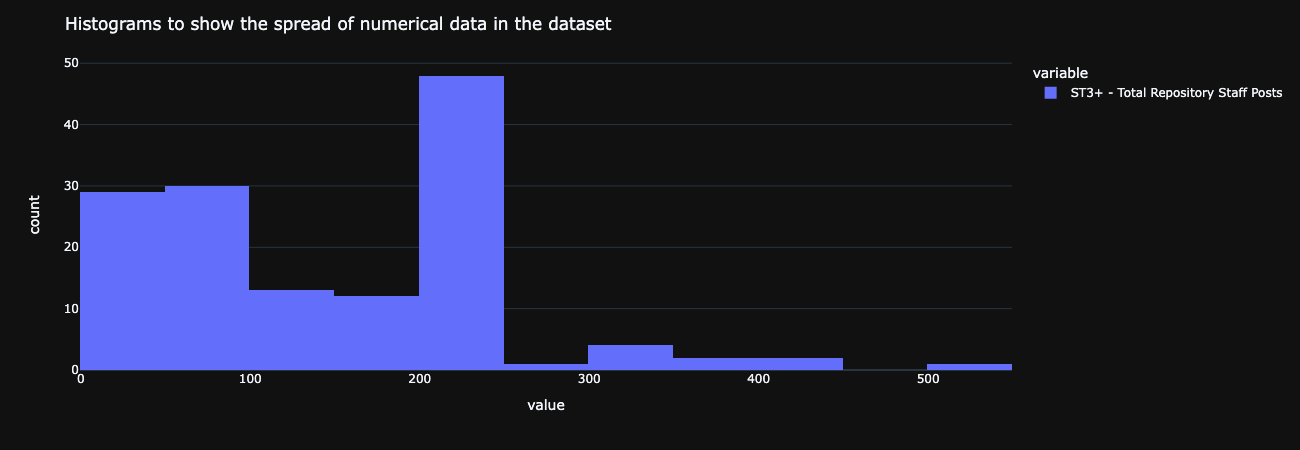 Histograms to show the spread of numerical data in the dataset
50
40
30
20
10
0
count
0 100 200 300 400 500
value
variable
ST3+ - Total Repository Staff Posts